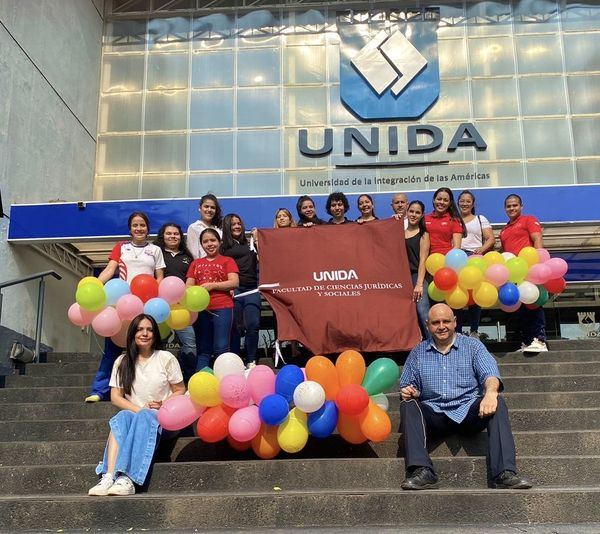 UNIDA
Universidad de la Integración de las Américas
UNIDA
FACULTAD DE CIENCIAS JURÍDICAS
Y SOCIALES